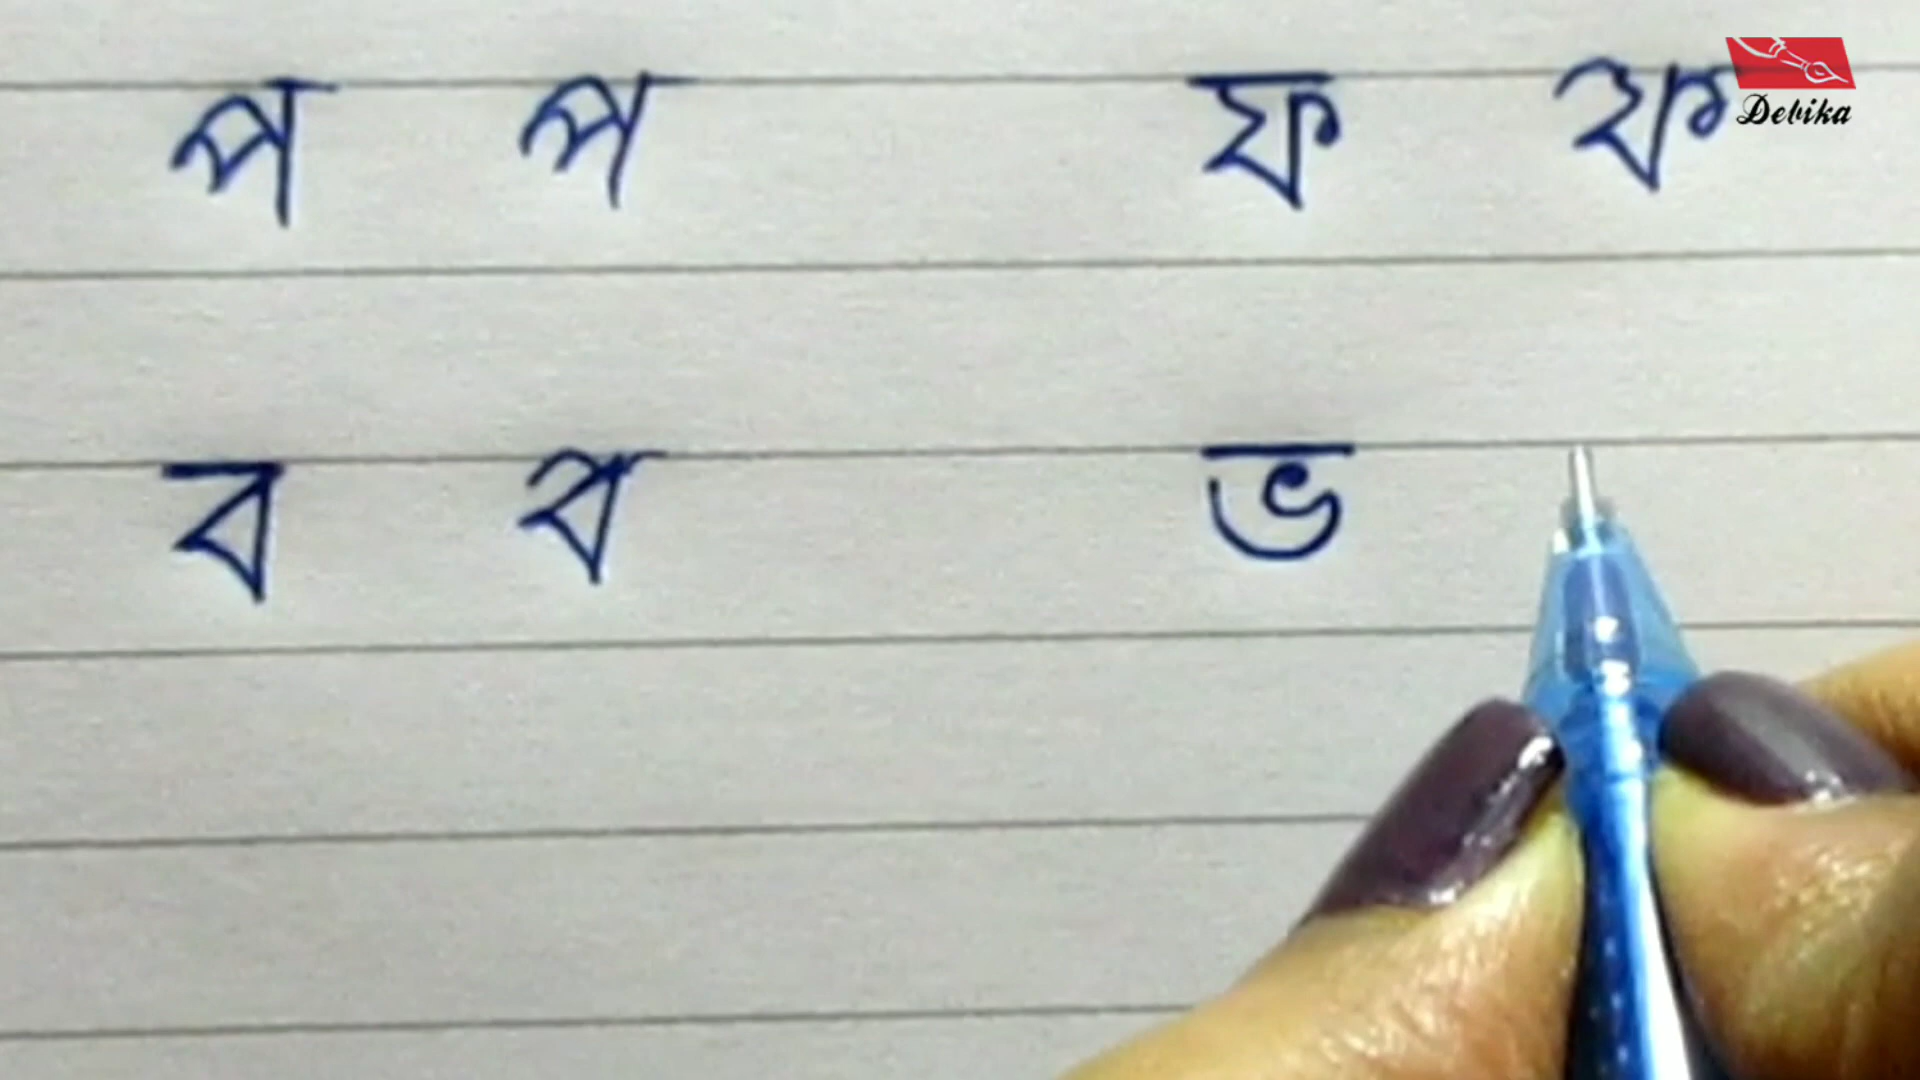 প প ফ ফ
Debika
ব ব ভ